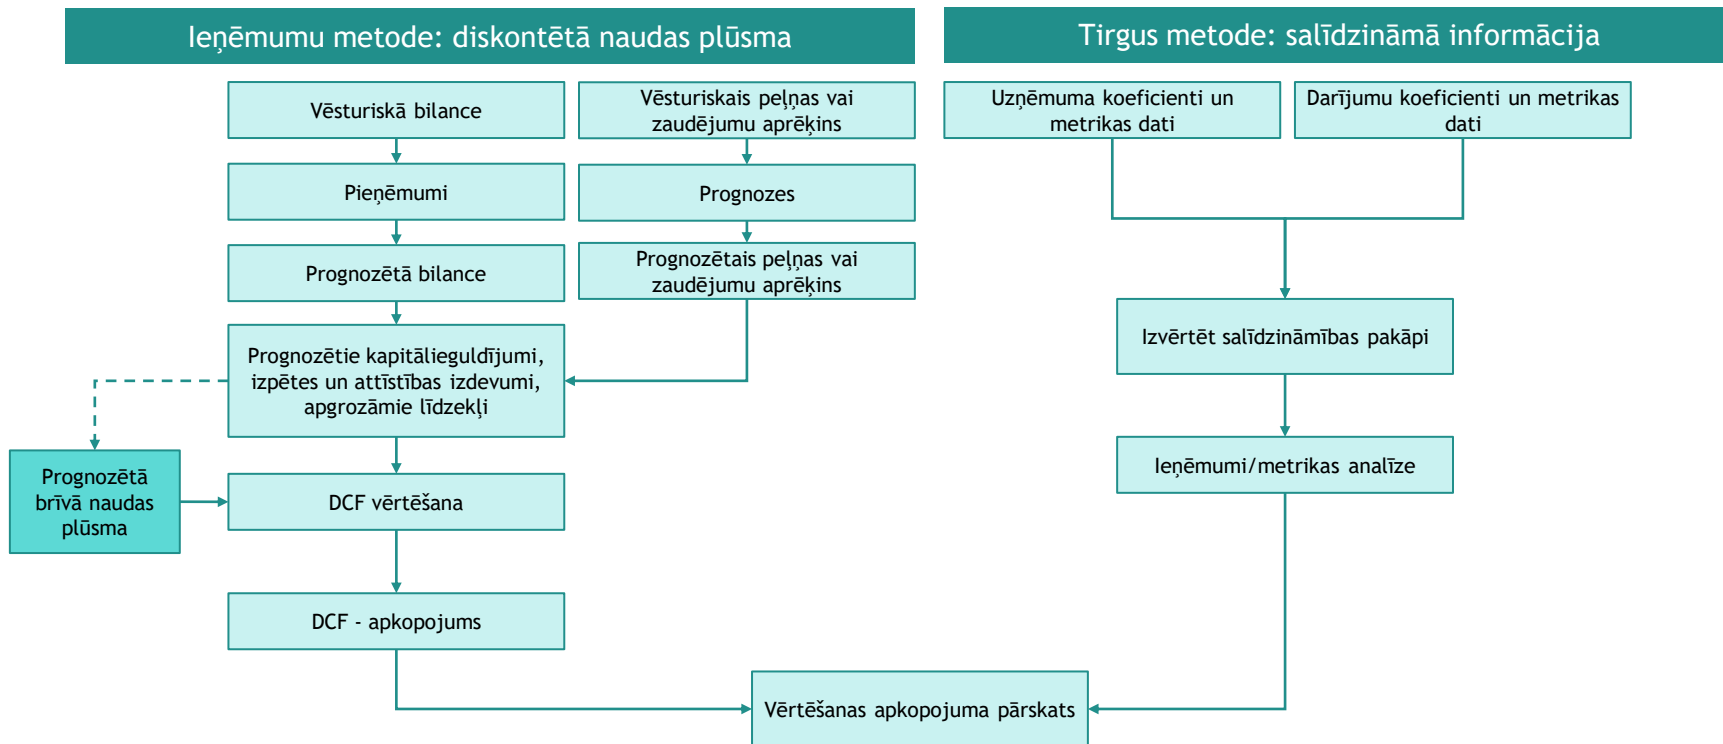 Ieņēmumu metode: diskontētā naudas plūsma
Tirgus metode: salīdzināmā informācija
Vēsturiskā bilance
Vēsturiskais peļņas vai
zaudējumu aprēķins
Uzņēmuma koeficienti un
metrikas dati
Darījumu koeficienti un metrikas
dati
Pieņēmumi
Prognozes
Prognozētā bilance
Prognozētais peļņas vai
zaudējumu aprēķins
Prognozētie kapitālieguldījumi,
izpētes un attīstības izdevumi,
apgrozāmie līdzekļi
Izvērtēt salīdzināmības pakāpi
Prognozētā
brīvā naudas
plūsma
DCF vērtēšana
Ieņēmumi/metrikas analīze
DCF - apkopojums
Vērtēšanas apkopojuma pārskats